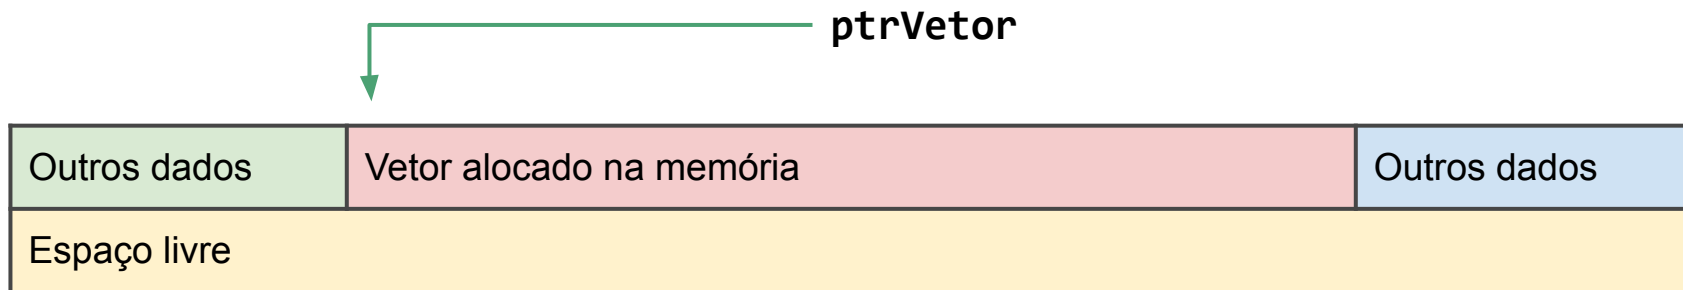 ptrVetor
Outros dados
Vetor alocado na memória
Outros dados
Espaço livre